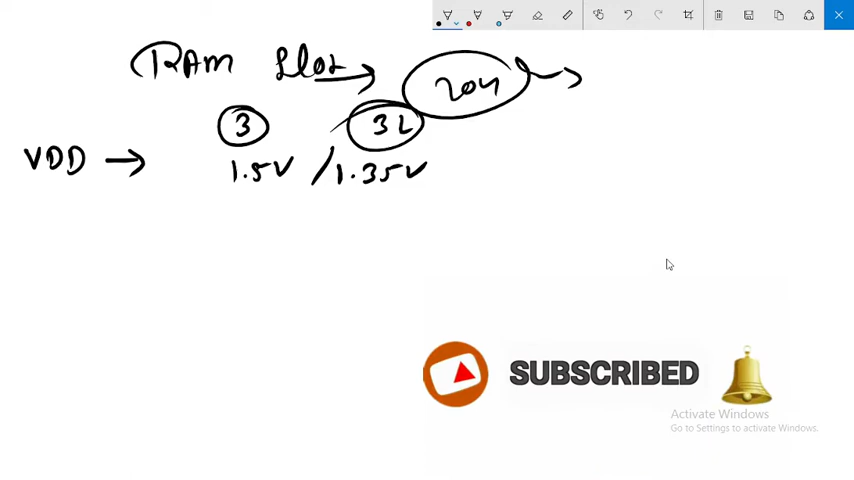 RAM Slot → 204 →
3 3L
VDD → 1.5V / 1.35V
SUBSCRIBED
Activate Windows
Go to Settings to activate Windows.